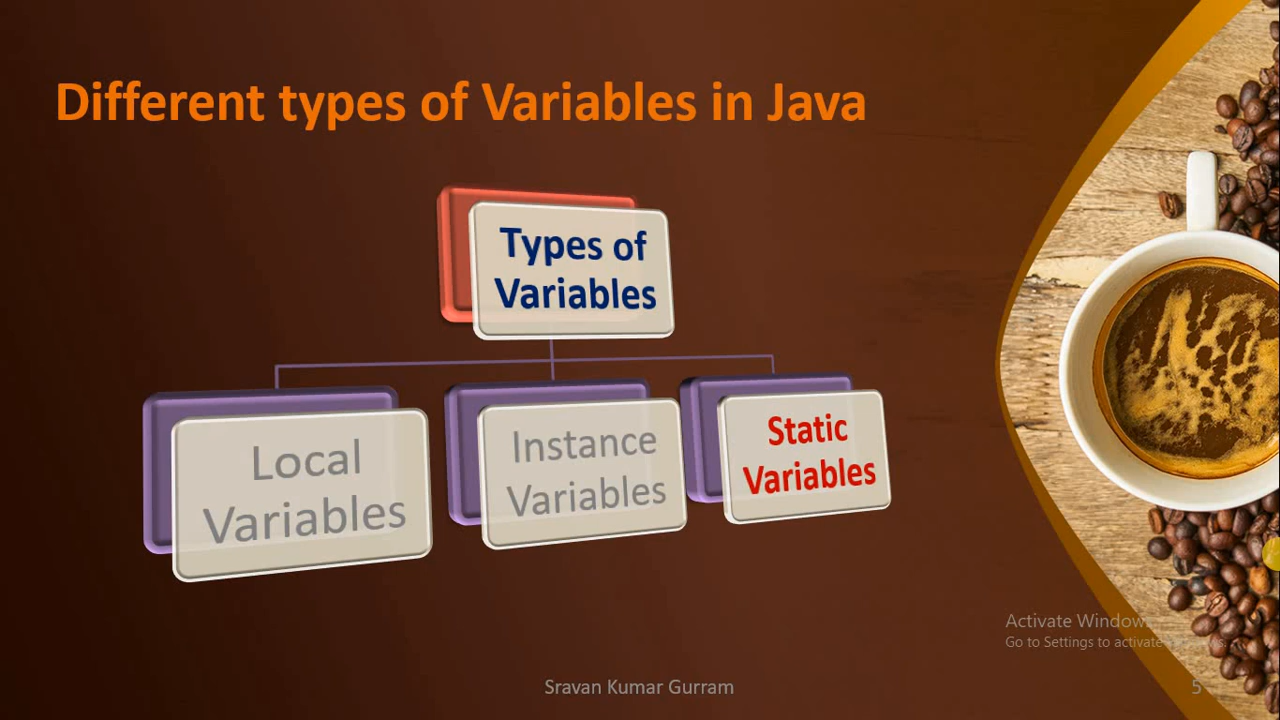 Different types of Variables in Java
Types of
Variables
Local
Variables
Instance
Variables
Static
Variables
Activate Windows
Go to Settings to activate
Sravan Kumar Gurram
5